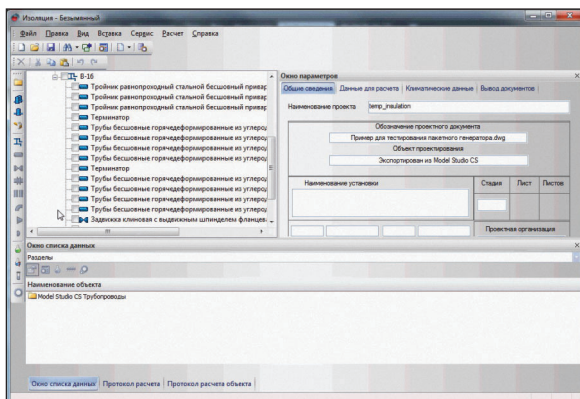 Изоляция - Безымянный
Файл Правка Вид Вставка Сервис Расчет Справка
В-16
Тройник равнопроходный стальной бесшовный привар
Тройник равнопроходный стальной бесшовный привар
Тройник равнопроходный стальной бесшовный привар
Терминатор
Трубы бесшовные горячедеформированные из углерод
Трубы бесшовные горячедеформированные из углерод
Трубы бесшовные горячедеформированные из углерод
Терминатор
Трубы бесшовные горячедеформированные из углерод
Трубы бесшовные горячедеформированные из углерод
Трубы бесшовные горячедеформированные из углерод
Задвижка клиновая с выдвижным шпинделем фланцев
Окно параметров
Общие сведения Данные для расчета Климатические данные Вывод документов
Наименование проекта temp_insulation
Обозначение проектного документа
Пример для тестирования пакетного генератора.dwg
Объект проектирования
Экспортирован из Model Studio CS
Наименование установки Стадия Лист Листов
Проектная организация
Окно списка данных
Разделы
Наименование объекта
Model Studio CS Трубопроводы
Окно списка данных Протокол расчета Протокол расчета объекта